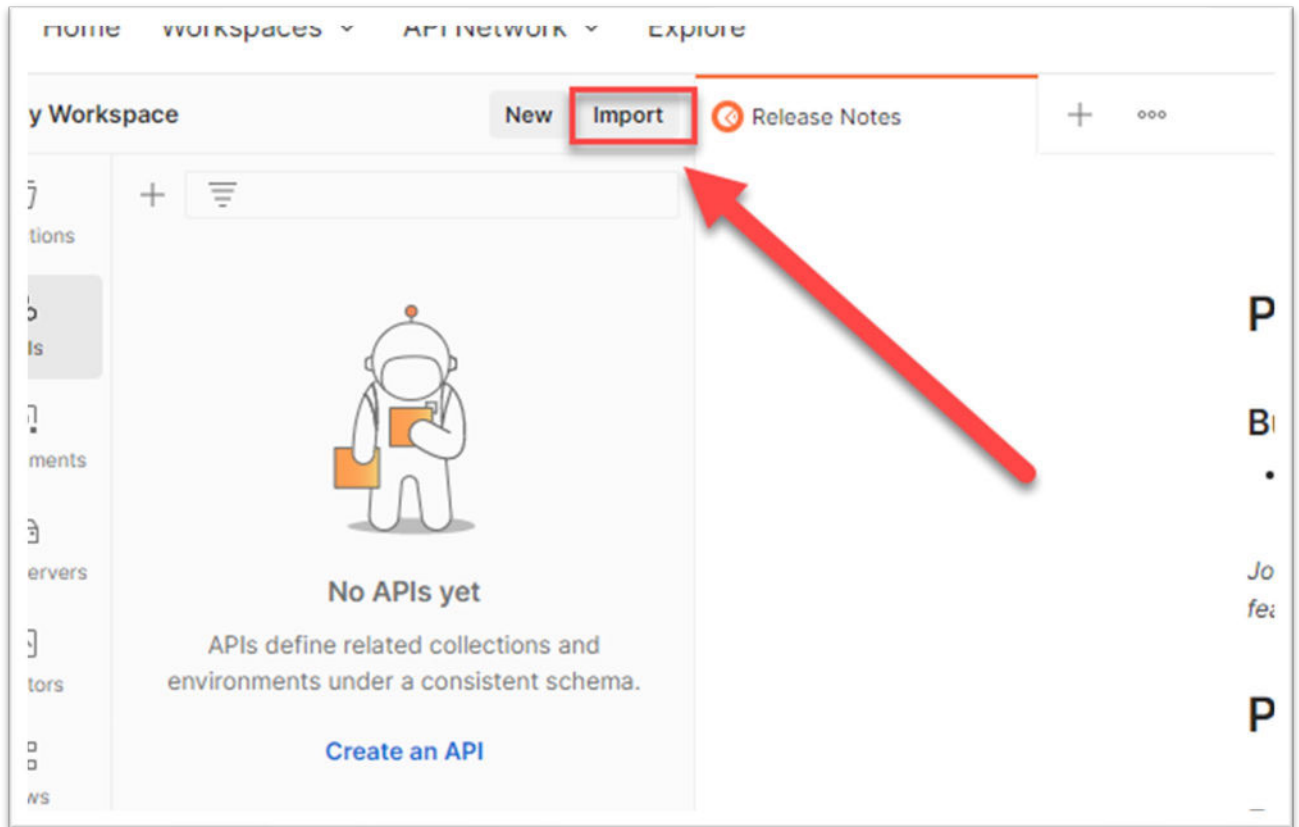 Home Workspaces API Network Explore
y Workspace New Import Release Notes
tions
ls
ments
ervers
tors
ws
No APIs yet
APIs define related collections and
environments under a consistent schema.
Create an API
P
B
Jo
fea
P